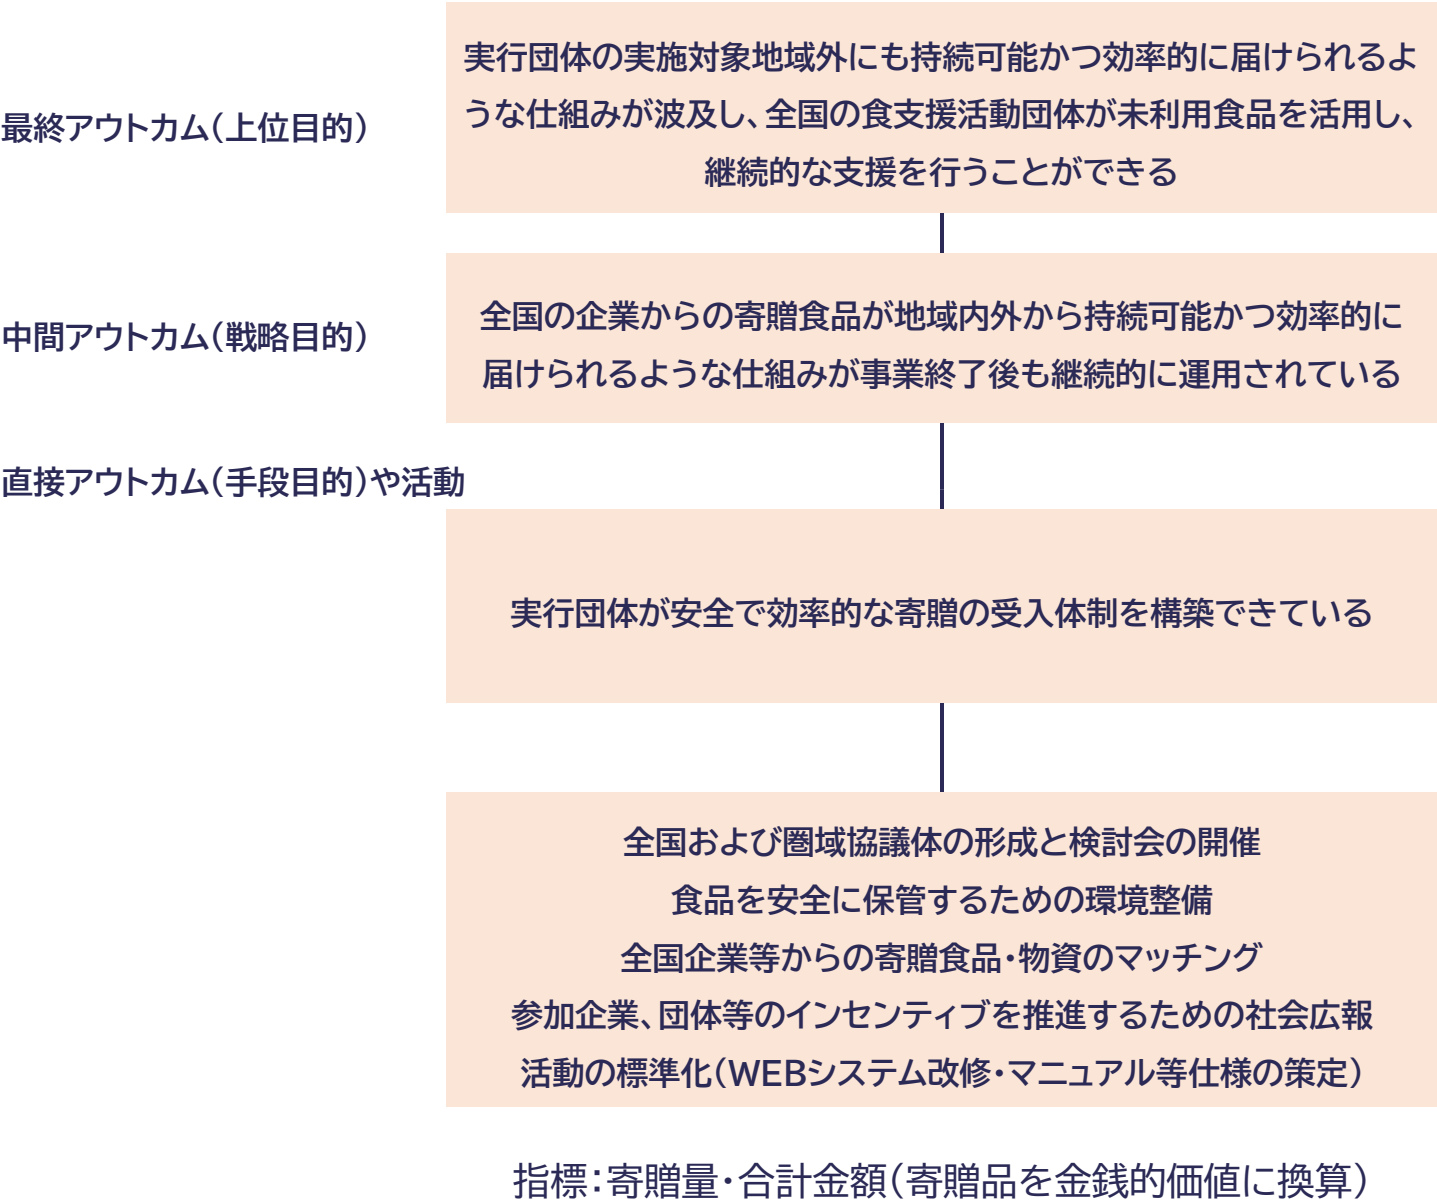 最終アウトカム(上位目的)
実行団体の実施対象地域外にも持続可能かつ効率的に届けられるよ
うな仕組みが波及し、全国の食支援活動団体が未利用食品を活用し、
継続的な支援を行うことができる
中間アウトカム(戦略目的)
全国の企業からの寄贈食品が地域内外から持続可能かつ効率的に
届けられるような仕組みが事業終了後も継続的に運用されている
直接アウトカム(手段目的)や活動
実行団体が安全で効率的な寄贈の受入体制を構築できている
全国および圏域協議体の形成と検討会の開催
食品を安全に保管するための環境整備
全国企業等からの寄贈食品・物資のマッチング
参加企業、団体等のインセンティブを推進するための社会広報
活動の標準化(WEBシステム改修・マニュアル等仕様の策定)
指標:寄贈量・合計金額(寄贈品を金銭的価値に換算)